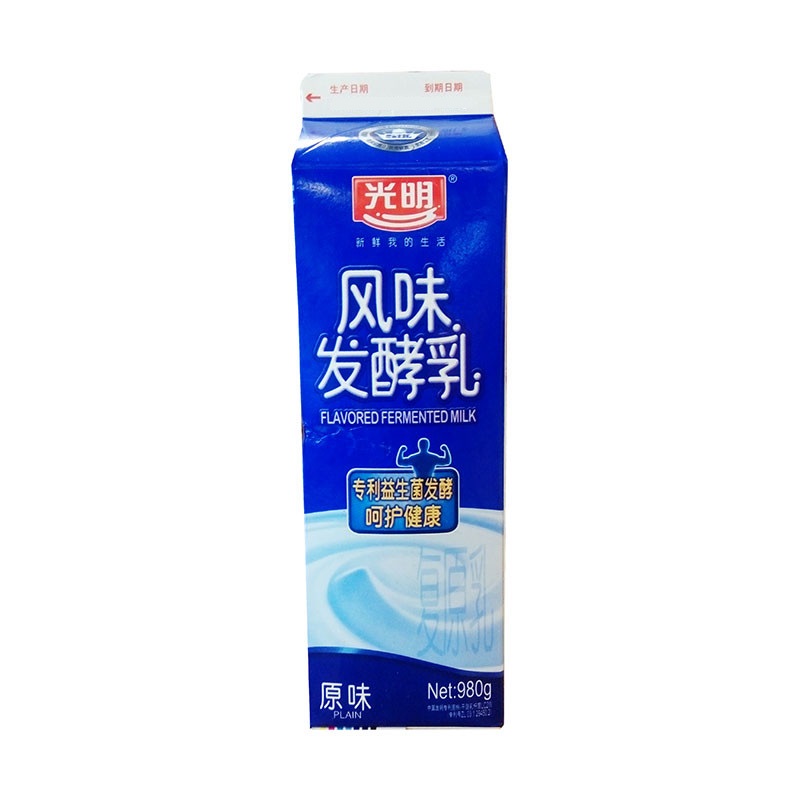 生产日期 到期日期
光明®
新鲜我的生活
风味
发酵乳
FLAVORED FERMENTED MILK
专利益生菌发酵
呵护健康
复原乳
原味
PLAIN
Net:980g